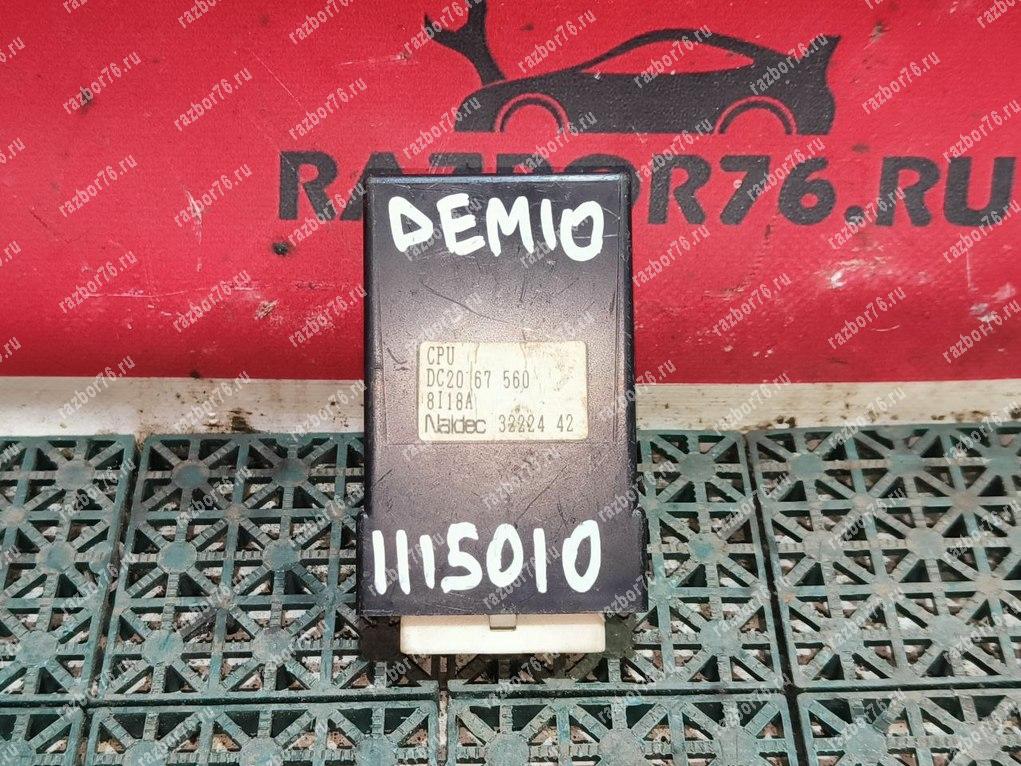 RAZBOR76.RU
DEMIO
CPU
DC20 67 560
8I18A
Naldec 32224 42
1115010
razbor76.ru